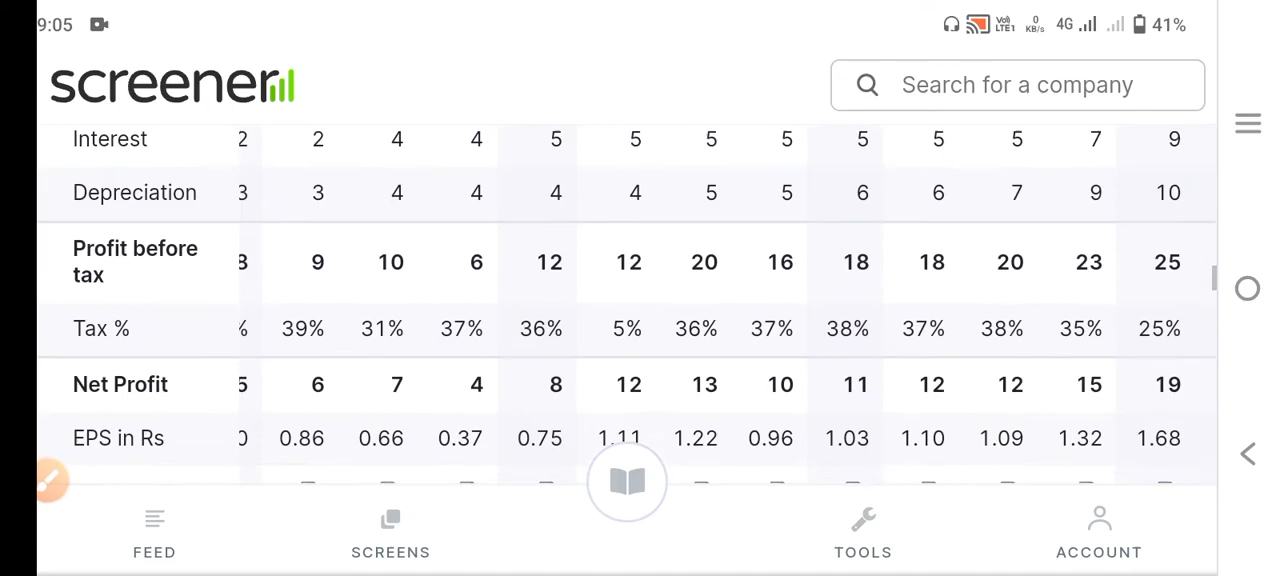 9:05 Vo) LTE1 0 KB/s 4G 41%
screener Search for a company
Interest 2 2 4 4 5 5 5 5 5 5 5 7 9
Depreciation 3 3 4 4 4 4 5 5 6 6 7 9 10
Profit before
tax 8 9 10 6 12 12 20 16 18 18 20 23 25
Tax % % 39% 31% 37% 36% 5% 36% 37% 38% 37% 38% 35% 25%
Net Profit 5 6 7 4 8 12 13 10 11 12 12 15 19
EPS in Rs 0 0.86 0.66 0.37 0.75 1.11 1.22 0.96 1.03 1.10 1.09 1.32 1.68
FEED SCREENS TOOLS ACCOUNT